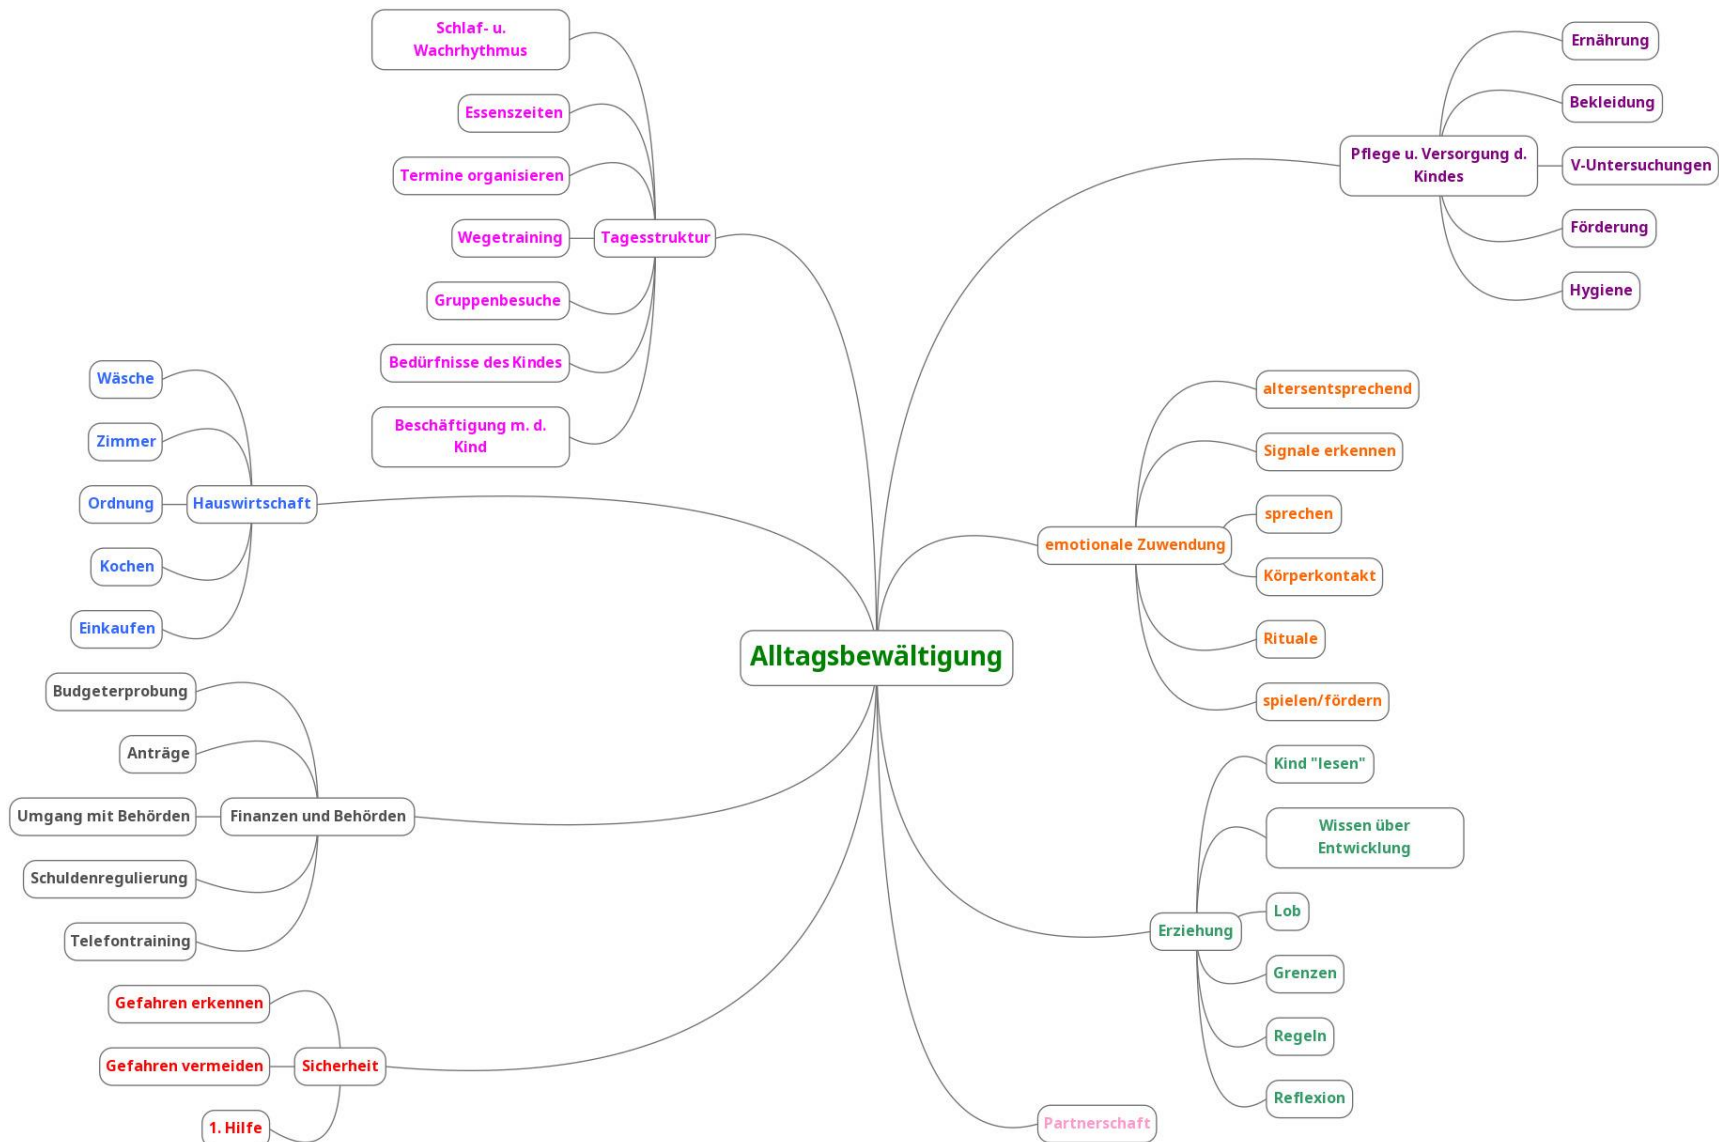 Alltagsbewältigung
Tagesstruktur
Schlaf- u.
Wachrhythmus
Essenszeiten
Termine organisieren
Wegetraining
Gruppenbesuche
Bedürfnisse des Kindes
Beschäftigung m. d.
Kind
Hauswirtschaft
Wäsche
Zimmer
Ordnung
Kochen
Einkaufen
Finanzen und Behörden
Budgeterprobung
Anträge
Umgang mit Behörden
Schuldenregulierung
Telefontraining
Sicherheit
Gefahren erkennen
Gefahren vermeiden
1. Hilfe
Pflege u. Versorgung d.
Kindes
Ernährung
Bekleidung
V-Untersuchungen
Förderung
Hygiene
emotionale Zuwendung
altersentsprechend
Signale erkennen
sprechen
Körperkontakt
Rituale
spielen/fördern
Erziehung
Kind "lesen"
Wissen über
Entwicklung
Lob
Grenzen
Regeln
Reflexion
Partnerschaft